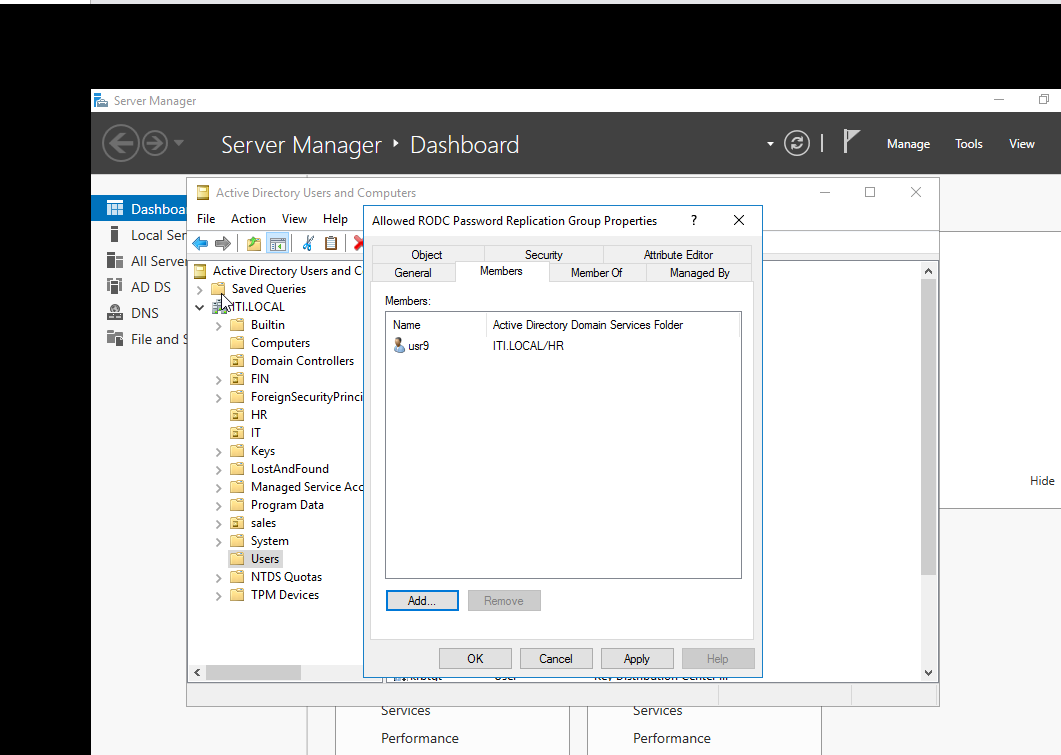 Server Manager
Server Manager ‣ Dashboard
Manage Tools View
Active Directory Users and Computers
File Action View Help
Allowed RODC Password Replication Group Properties
?
Object Security Attribute Editor
General Members Member Of Managed By
Members:
Name Active Directory Domain Services Folder
usr9 ITI.LOCAL/HR
Add... Remove
OK Cancel Apply Help
Active Directory Users and C
Saved Queries
ITI.LOCAL
Builtin
Computers
Domain Controllers
FIN
ForeignSecurityPrinci
HR
IT
Keys
LostAndFound
Managed Service Acc
Program Data
sales
System
Users
NTDS Quotas
TPM Devices
Dashboa
Local Ser
All Server
AD DS
DNS
File and S
Hide
Services
Performance
Services
Performance